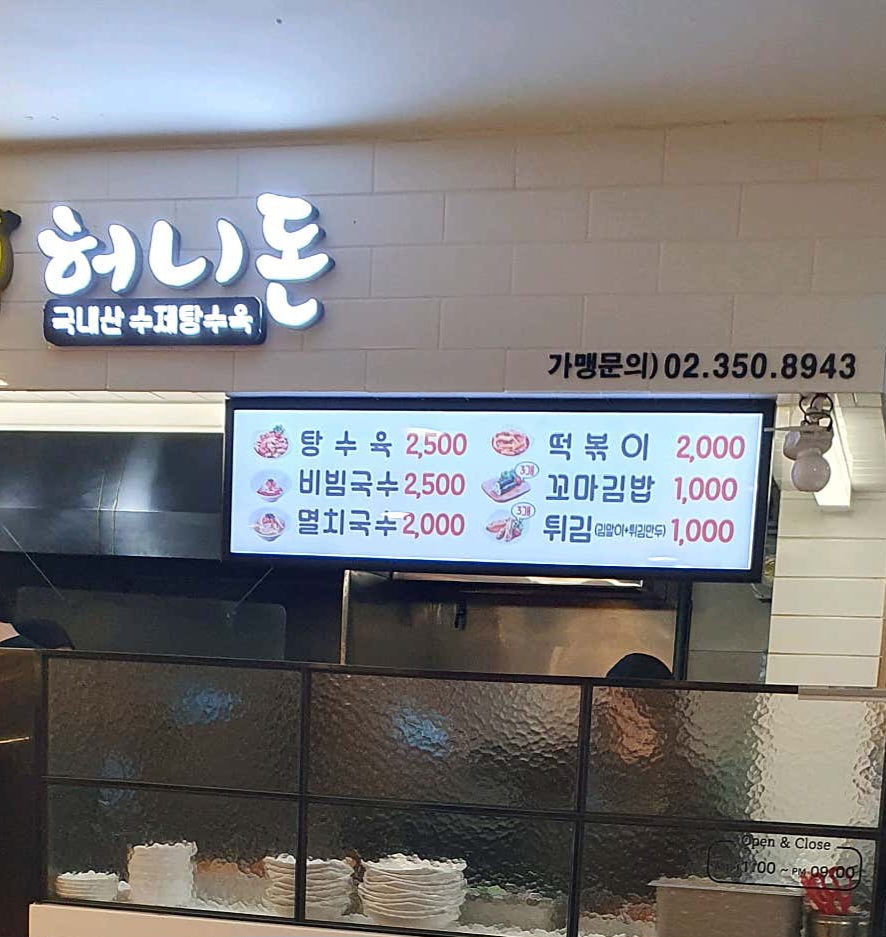 허니돈
국내산 수제탕수육
가맹문의) 02.350.8943
탕수육 2,500
비빔국수 2,500
멸치국수 2,000
떡볶이 2,000
3개
꼬마김밥 1,000
3개
튀김(김말이+튀김만두) 1,000
Open & Close
11:00 ~ PM 09:00